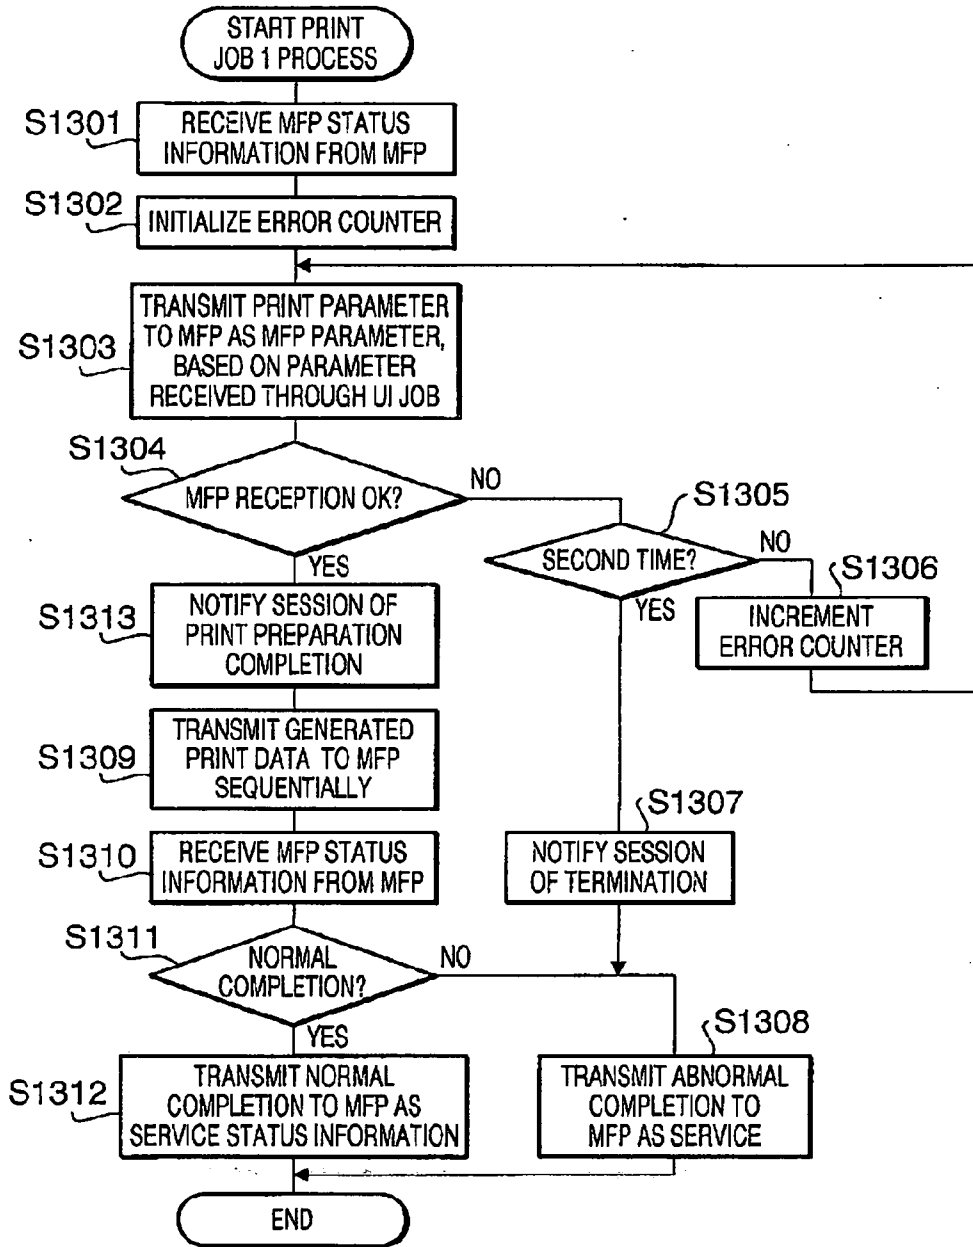 START PRINT
JOB 1 PROCESS
S1301
RECEIVE MFP STATUS
INFORMATION FROM MFP
S1302
INITIALIZE ERROR COUNTER
S1303
TRANSMIT PRINT PARAMETER
TO MFP AS MFP PARAMETER,
BASED ON PARAMETER
RECEIVED THROUGH UI JOB
S1304
MFP RECEPTION OK?
NO
YES
S1305
SECOND TIME?
NO
YES
S1306
INCREMENT
ERROR COUNTER
S1313
NOTIFY SESSION OF
PRINT PREPARATION
COMPLETION
S1309
TRANSMIT GENERATED
PRINT DATA TO MFP
SEQUENTIALLY
S1307
NOTIFY SESSION
OF TERMINATION
S1310
RECEIVE MFP STATUS
INFORMATION FROM MFP
S1311
NORMAL
COMPLETION?
NO
YES
S1308
TRANSMIT ABNORMAL
COMPLETION TO
MFP AS SERVICE
S1312
TRANSMIT NORMAL
COMPLETION TO MFP AS
SERVICE STATUS INFORMATION
END